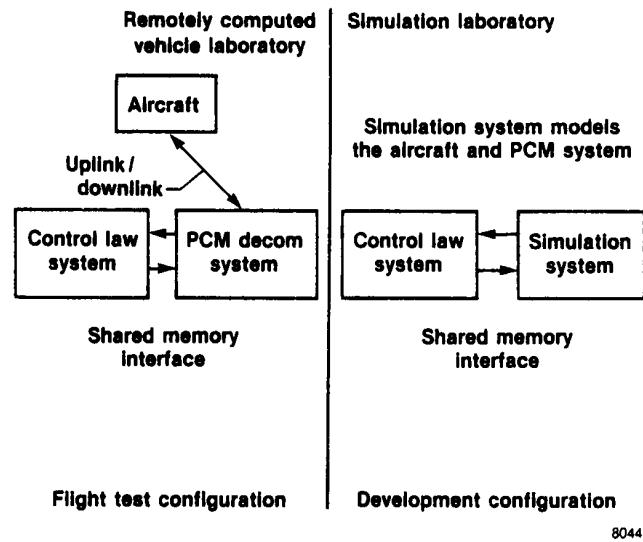 Remotely computed
vehicle laboratory
Aircraft
Uplink/
downlink
Control law
system
PCM decom
system
Shared memory
interface
Flight test configuration
Simulation laboratory
Simulation system models
the aircraft and PCM system
Control law
system
Simulation
system
Shared memory
interface
Development configuration
8044